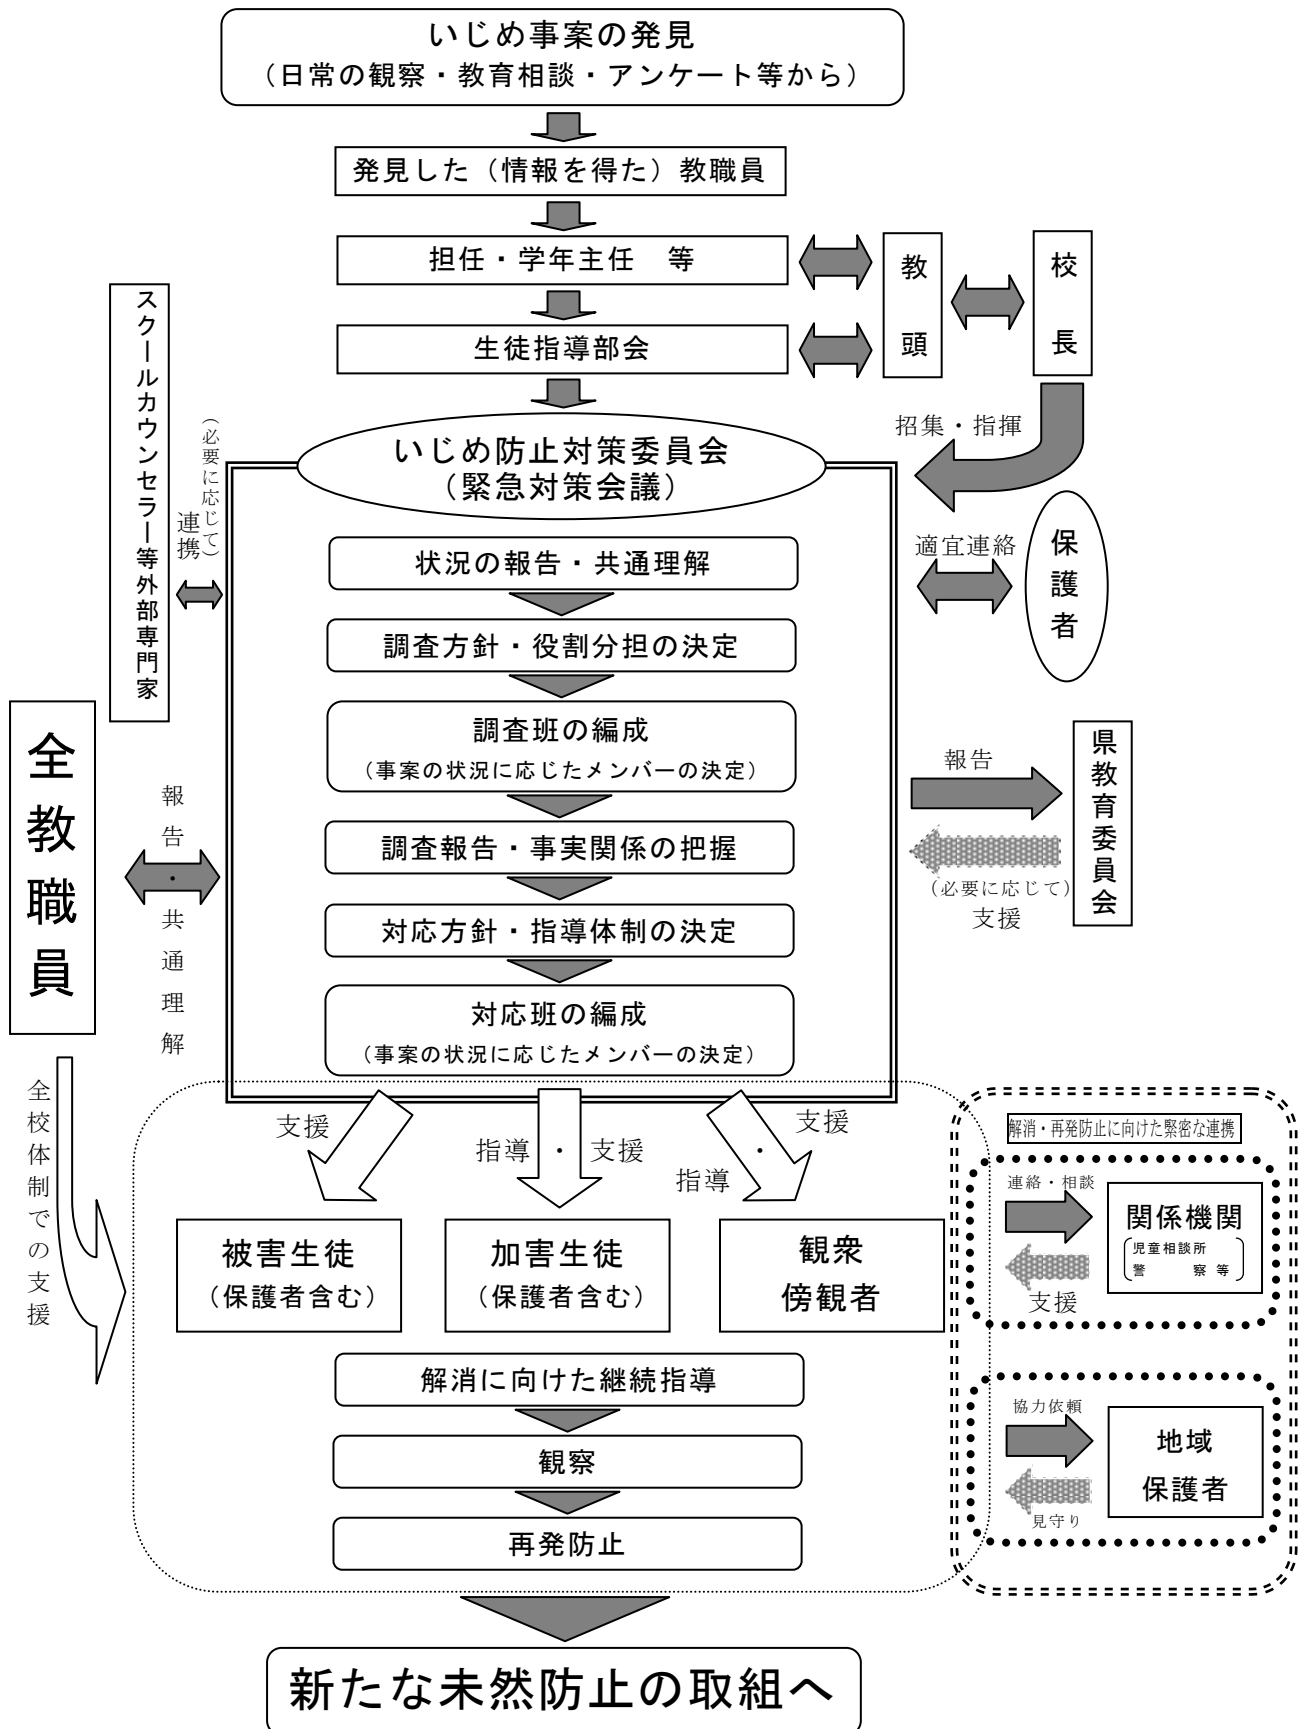 いじめ事案の発見
（日常の観察・教育相談・アンケート等から）
発見した（情報を得た）教職員
担任・学年主任　等
教頭
校長
生徒指導部会
招集・指揮
いじめ防止対策委員会
（緊急対策会議）
スクールカウンセラー等外部専門家
（必要に応じて）
連携
状況の報告・共通理解
適宜連絡
保護者
調査方針・役割分担の決定
調査班の編成
（事案の状況に応じたメンバーの決定）
報告
県教育委員会
（必要に応じて）
支援
全教職員
報告・共通理解
調査報告・事実関係の把握
対応方針・指導体制の決定
対応班の編成
（事案の状況に応じたメンバーの決定）
全校体制での支援
支援
指導・支援
指導・支援
被害生徒
（保護者含む）
加害生徒
（保護者含む）
観衆
傍観者
解消・再発防止に向けた緊密な連携
連絡・相談
関係機関
児童相談所
警察等
支援
協力依頼
地域
保護者
見守り
解消に向けた継続指導
観察
再発防止
新たな未然防止の取組へ